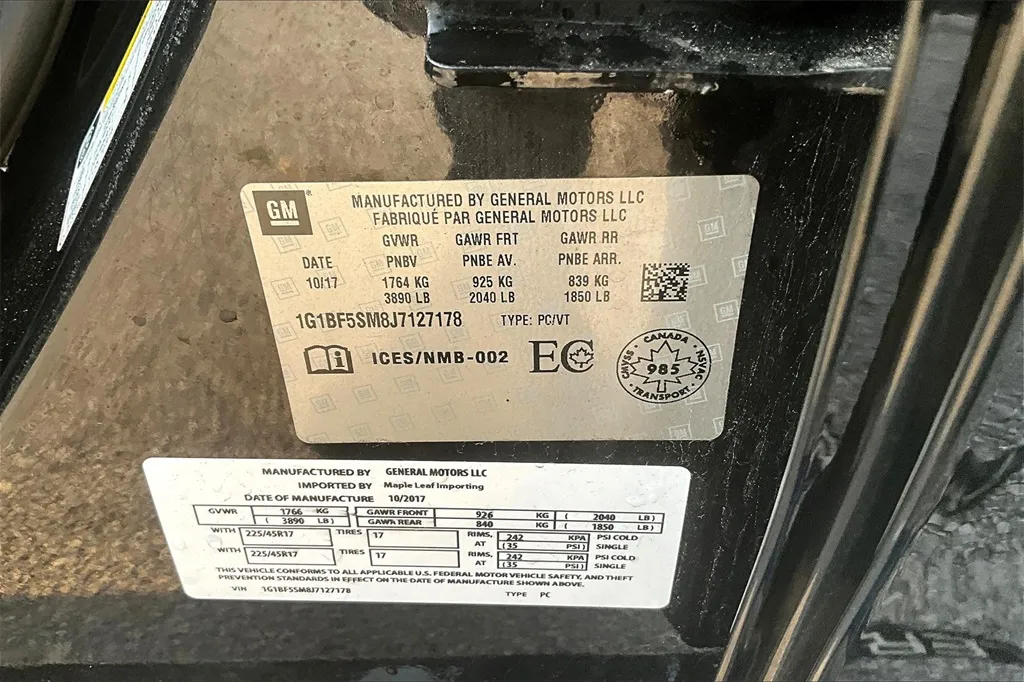 GM ®
MANUFACTURED BY GENERAL MOTORS LLC
FABRIQUÉ PAR GENERAL MOTORS LLC
GVWR GAWR FRT GAWR RR
DATE PNBV PNBE AV. PNBE ARR.
10/17 1764 KG 925 KG 839 KG
3890 LB 2040 LB 1850 LB
1G1BF5SM8J7127178 TYPE: PC/VT
i ICES/NMB-002 EC
CANADA
CMVSS 985 NSVAC
TRANSPORT
MANUFACTURED BY GENERAL MOTORS LLC
IMPORTED BY Maple Leaf Importing
DATE OF MANUFACTURE 10/2017
GVWR 1766 KG GAWR FRONT 926 KG ( 2040 LB )
( 3890 LB ) GAWR REAR 840 KG ( 1850 LB )
WITH 225/45R17 TIRES 17 RIMS, AT 242 KPA PSI COLD
(35 PSI ) SINGLE
WITH 225/45R17 TIRES 17 RIMS, AT 242 KPA PSI COLD
(35 PSI ) SINGLE
THIS VEHICLE CONFORMS TO ALL APPLICABLE U.S. FEDERAL MOTOR VEHICLE SAFETY, AND THEFT
PREVENTION STANDARDS IN EFFECT ON THE DATE OF MANUFACTURE SHOWN ABOVE.
VIN 1G1BF5SM8J7127178 TYPE PC